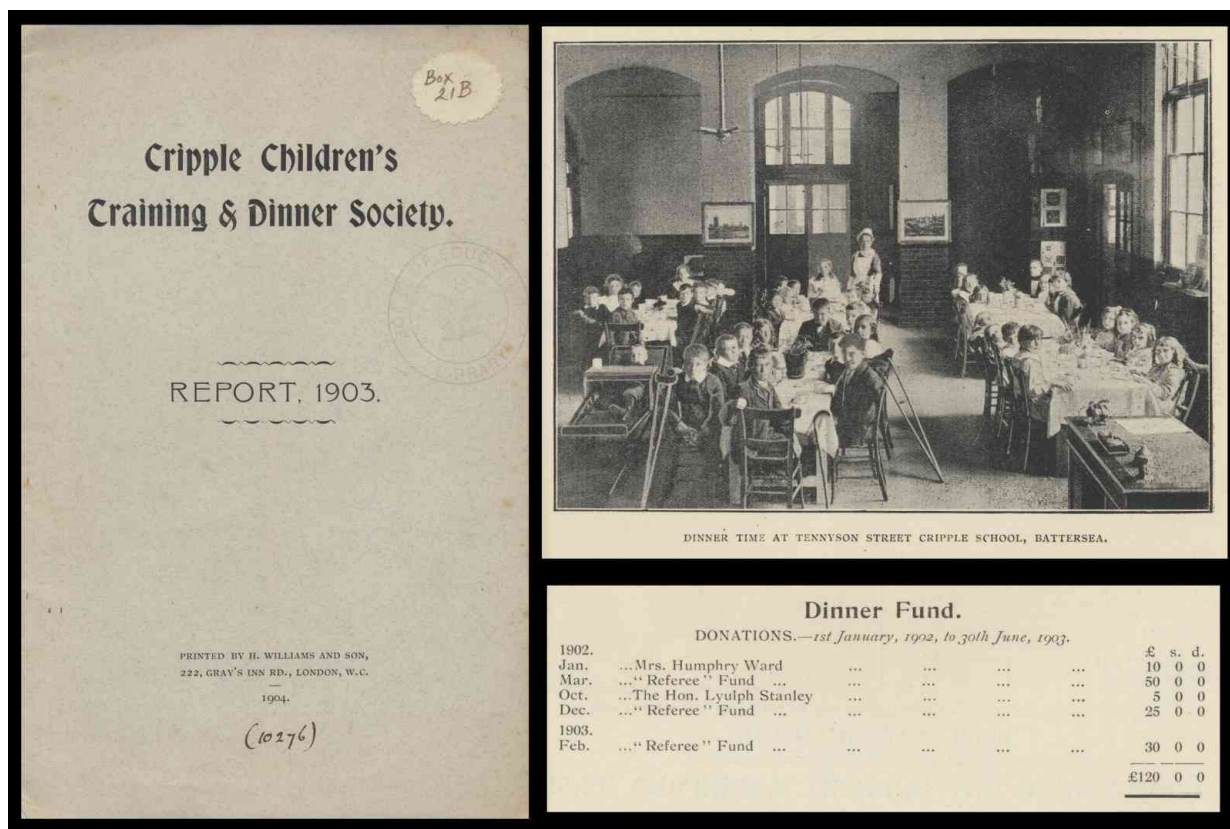 Box
21B
Cripple Children's
Training & Dinner Society.
REPORT, 1903.
PRINTED BY H. WILLIAMS AND SON,
222, GRAY'S INN RD., LONDON, W.C.
1904.
(10276)
LIBRARY
DINNER TIME AT TENNYSON STREET CRIPPLE SCHOOL, BATTERSEA.
Dinner Fund.
DONATIONS.—1st January, 1902, to 30th June, 1903.
1902. £ s. d.
Jan. ...Mrs. Humphry Ward ... ... ... ... 10 0 0
Mar. ..."Referee" Fund ... ... ... ... ... 50 0 0
Oct. ...The Hon. Lyulph Stanley ... ... ... ... 5 0 0
Dec. ..."Referee" Fund ... ... ... ... ... 25 0 0
1903.
Feb. ..."Referee" Fund ... ... ... ... ... 30 0 0
£120 0 0